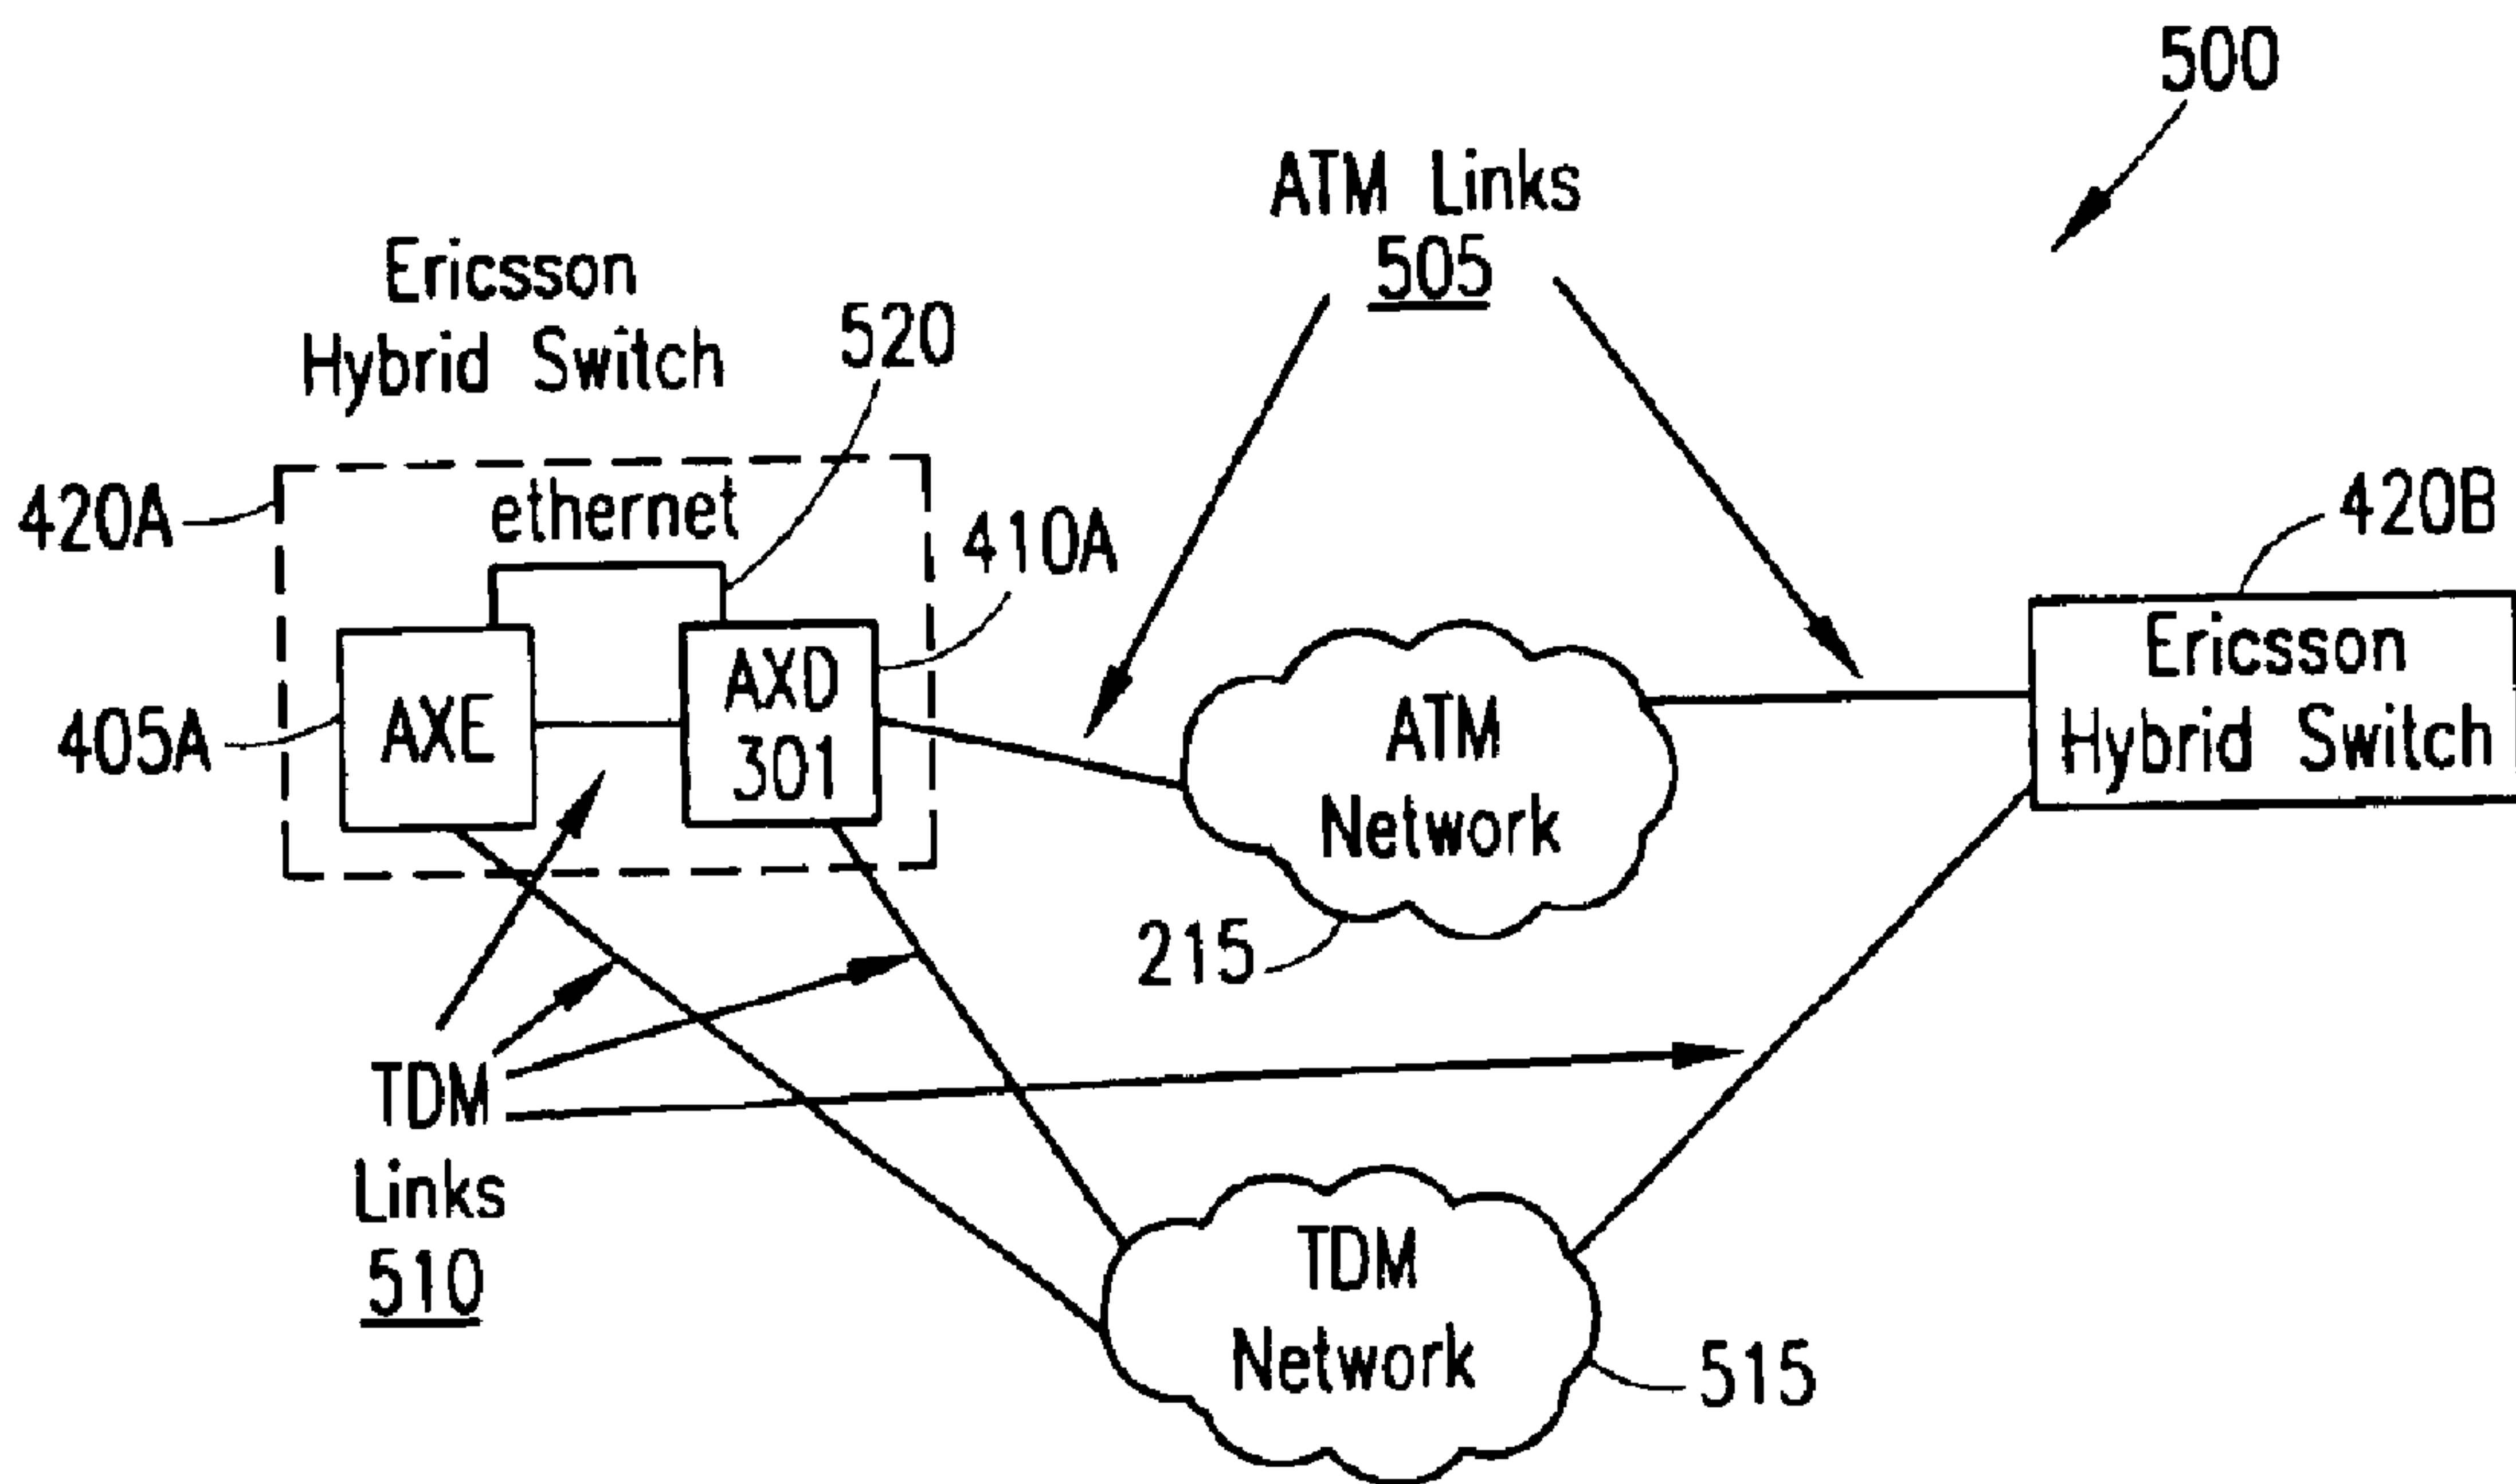 500
ATM Links
505
Ericsson
Hybrid Switch
520
420A
ethernet
410A
420B
AXE
AXD
301
405A
ATM
Network
Ericsson
Hybrid Switch
215
TDM
Links
510
TDM
Network
515